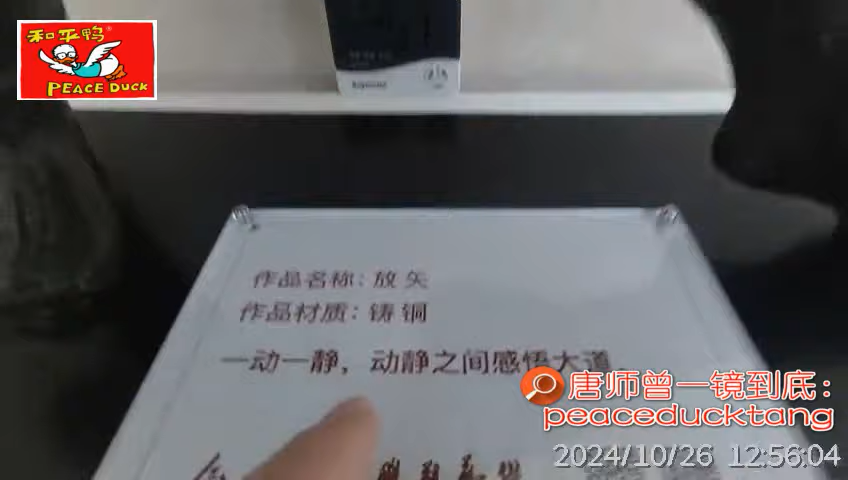 和平鸭
PEACE DUCK
作品名称：放矢
作品材质：铸铜
一动一静，动静之间感悟大道。
唐师曾一镜到底：
peaceducktang
2024/10/26 12:56:04